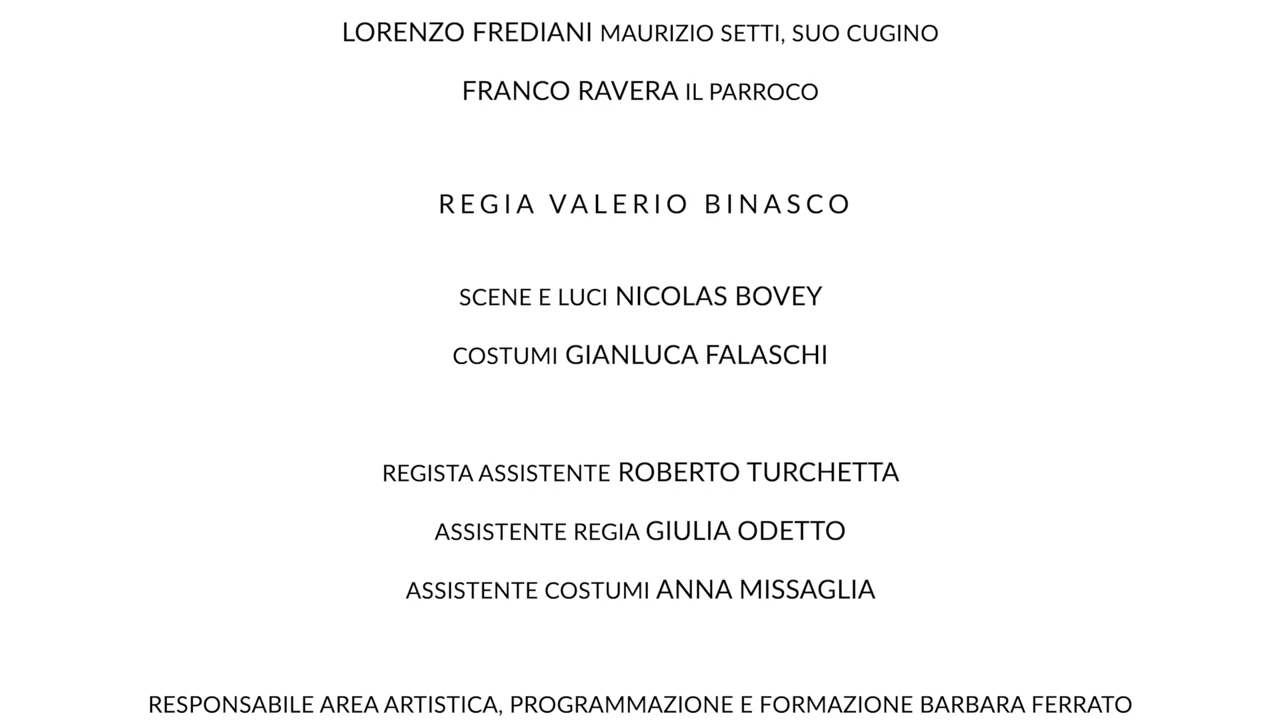 LORENZO FREDIANI MAURIZIO SETTI, SUO CUGINO
FRANCO RAVERA IL PARROCO
REGIA VALERIO BINASCO
SCENE E LUCI NICOLAS BOVEY
COSTUMI GIANLUCA FALASCHI
REGISTA ASSISTENTE ROBERTO TURCHETTA
ASSISTENTE REGIA GIULIA ODETTO
ASSISTENTE COSTUMI ANNA MISSAGLIA
RESPONSABILE AREA ARTISTICA, PROGRAMMAZIONE E FORMAZIONE BARBARA FERRATO